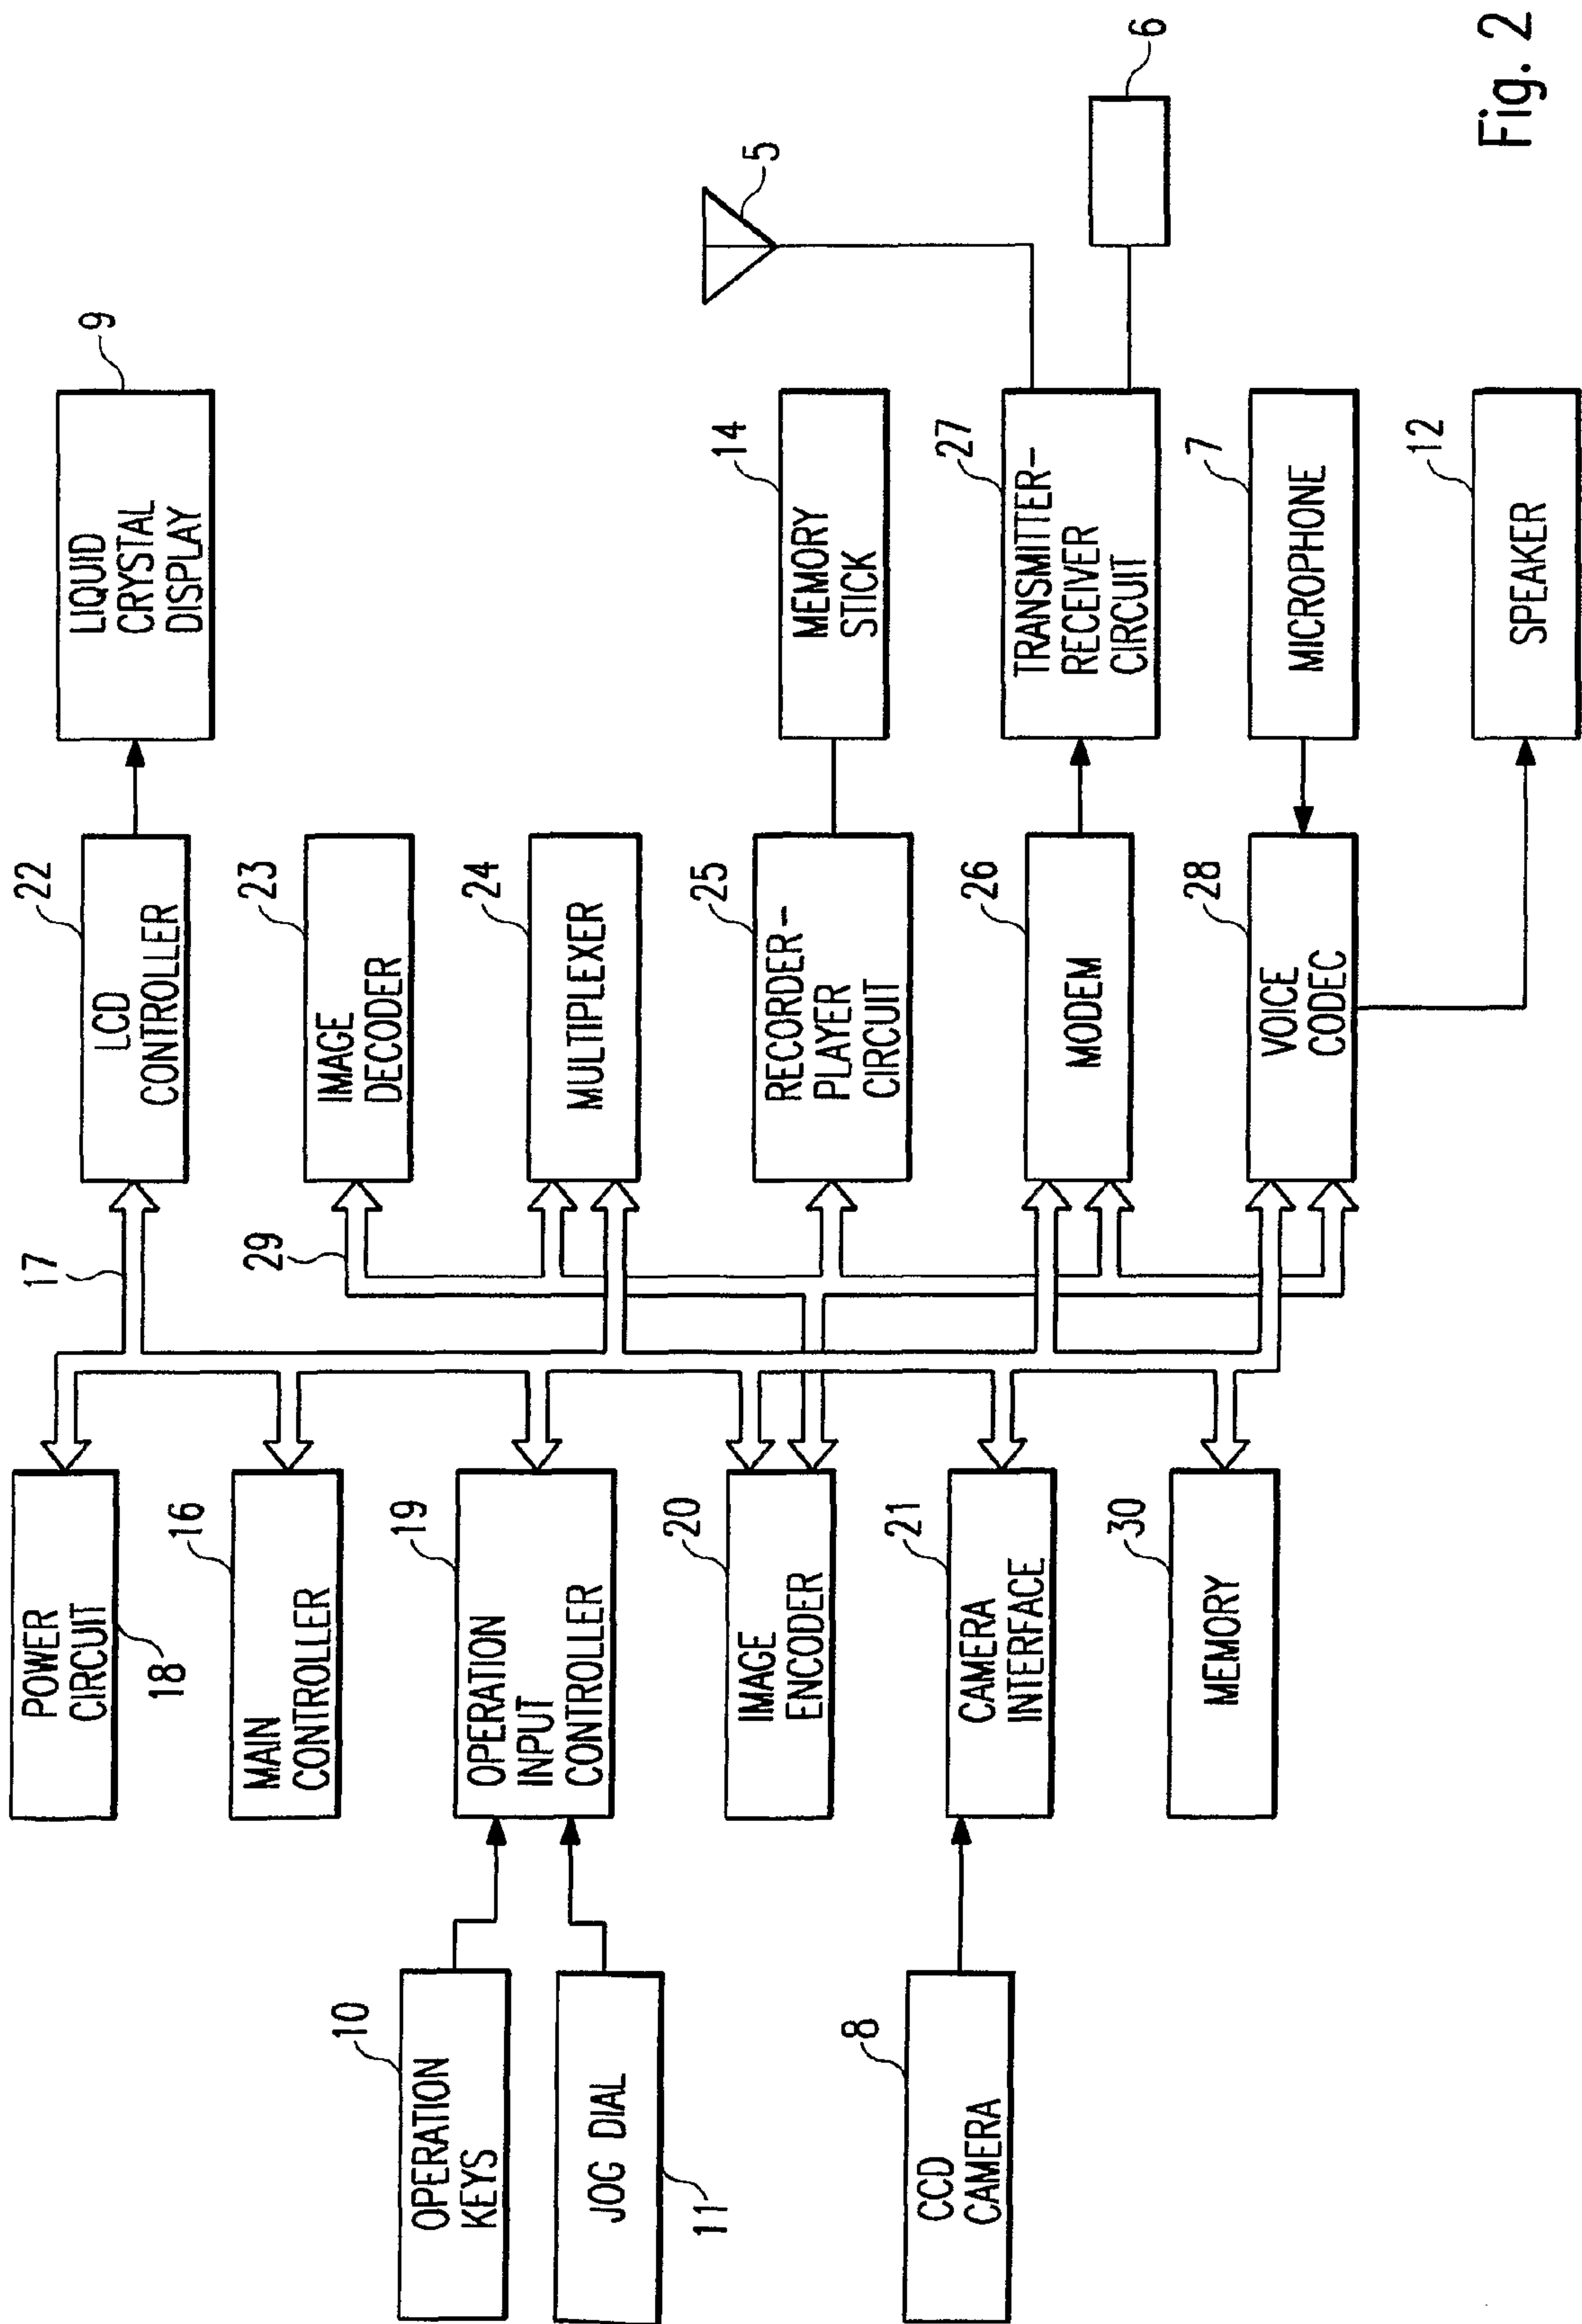 POWER
CIRCUIT
18
MAIN
CONTROLLER
16
10
OPERATION
KEYS
JOG DIAL
11
OPERATION
INPUT
CONTROLLER
19
IMAGE
ENCODER
20
8
CCD
CAMERA
CAMERA
INTERFACE
21
MEMORY
30
17
29
LCD
CONTROLLER
22
LIQUID
CRYSTAL
DISPLAY
9
IMAGE
DECODER
23
MULTIPLEXER
24
RECORDER-
PLAYER
CIRCUIT
25
MEMORY
STICK
14
MODEM
26
TRANSMITTER-
RECEIVER
CIRCUIT
27
5
6
VOICE
CODEC
28
MICROPHONE
7
SPEAKER
12
Fig. 2